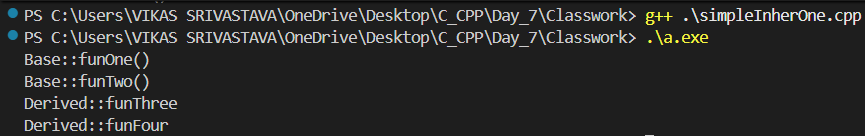 PS C:\Users\VIKAS SRIVASTAVA\OneDrive\Desktop\C_CPP\Day_7\Classwork> g++ .\simpleInherOne.cpp
PS C:\Users\VIKAS SRIVASTAVA\OneDrive\Desktop\C_CPP\Day_7\Classwork> .\a.exe
Base::funOne()
Base::funTwo()
Derived::funThree
Derived::funFour